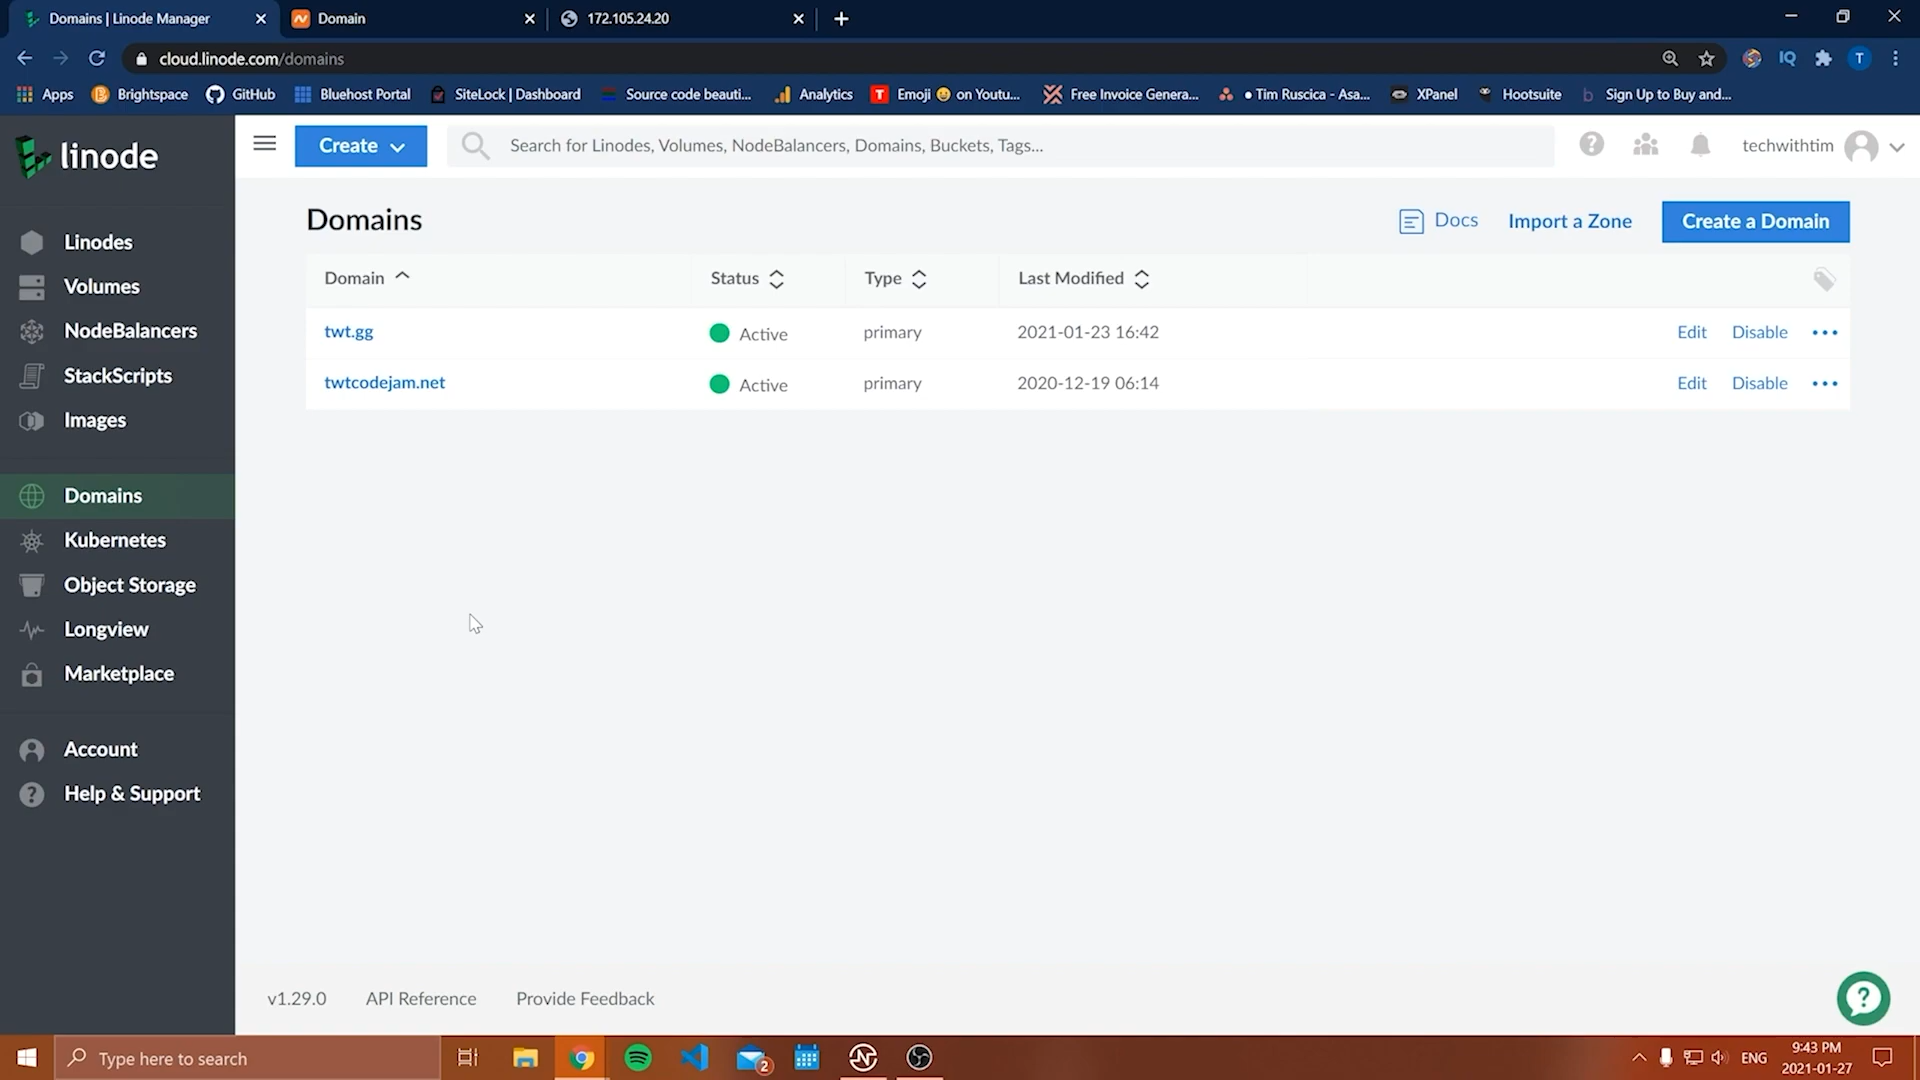 Domains | Linode Manager
Domain
172.105.24.20
cloud.linode.com/domains
Apps
Brightspace
GitHub
Bluehost Portal
SiteLock | Dashboard
Source code beauti...
Analytics
T
Emoji 😀 on Youtu...
Free Invoice Genera...
• Tim Ruscica - Asa...
XPanel
Hootsuite
b
Sign Up to Buy and...
IQ
T
linode
Create
Search for Linodes, Volumes, NodeBalancers, Domains, Buckets, Tags...
techwithtim
Linodes
Volumes
NodeBalancers
StackScripts
Images
Domains
Kubernetes
Object Storage
Longview
Marketplace
Account
Help & Support
Domains
Docs
Import a Zone
Create a Domain
Domain Status Type Last Modified
twt.gg Active primary 2021-01-23 16:42 Edit Disable
twtcodejam.net Active primary 2020-12-19 06:14 Edit Disable
v1.29.0 API Reference Provide Feedback
Type here to search
2
ENG
9:43 PM
2021-01-27